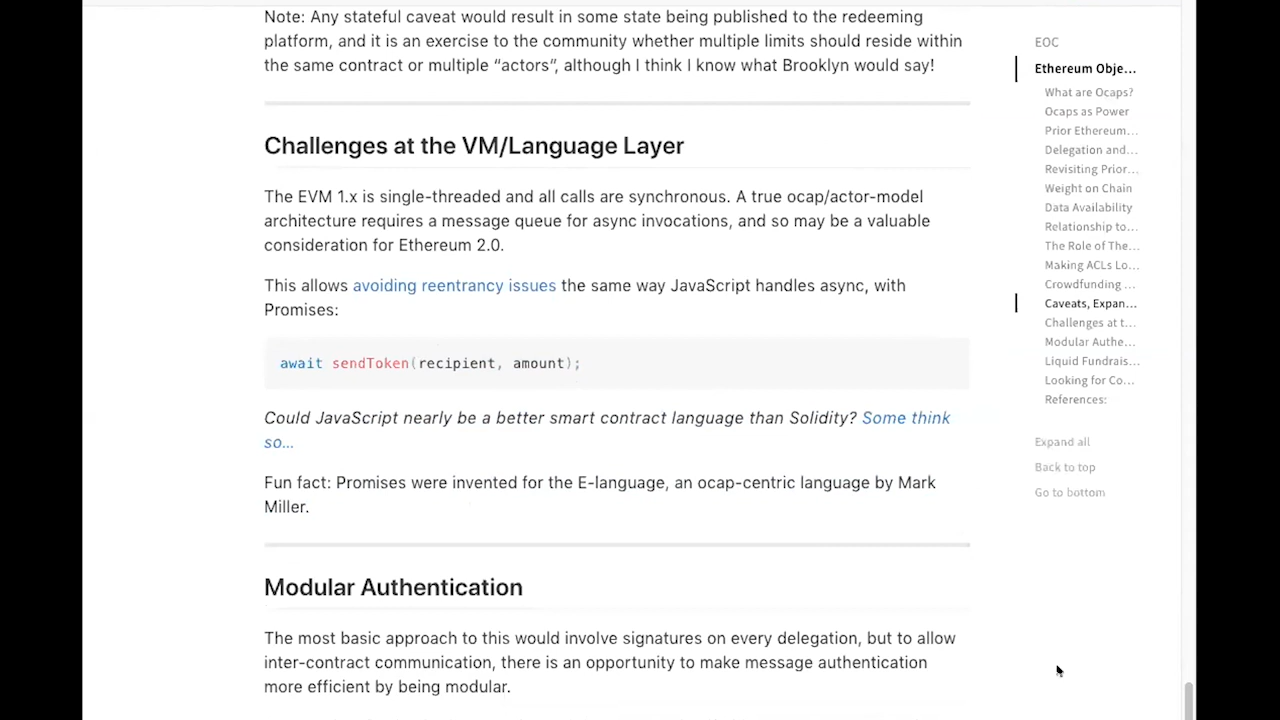 Note: Any stateful caveat would result in some state being published to the redeeming
platform, and it is an exercise to the community whether multiple limits should reside within
the same contract or multiple “actors”, although I think I know what Brooklyn would say!
Challenges at the VM/Language Layer
The EVM 1.x is single-threaded and all calls are synchronous. A true ocap/actor-model
architecture requires a message queue for async invocations, and so may be a valuable
consideration for Ethereum 2.0.
This allows avoiding reentrancy issues the same way JavaScript handles async, with
Promises:
await sendToken(recipient, amount);
Could JavaScript nearly be a better smart contract language than Solidity? Some think
so...
Fun fact: Promises were invented for the E-language, an ocap-centric language by Mark
Miller.
Modular Authentication
The most basic approach to this would involve signatures on every delegation, but to allow
inter-contract communication, there is an opportunity to make message authentication
more efficient by being modular.
EOC
Ethereum Obje...
What are Ocaps?
Ocaps as Power
Prior Ethereum...
Delegation and...
Revisiting Prior...
Weight on Chain
Data Availability
Relationship to...
The Role of The...
Making ACLs Lo...
Crowdfunding ...
Caveats, Expan...
Challenges at t...
Modular Authe...
Liquid Fundrais...
Looking for Co...
References:
Expand all
Back to top
Go to bottom